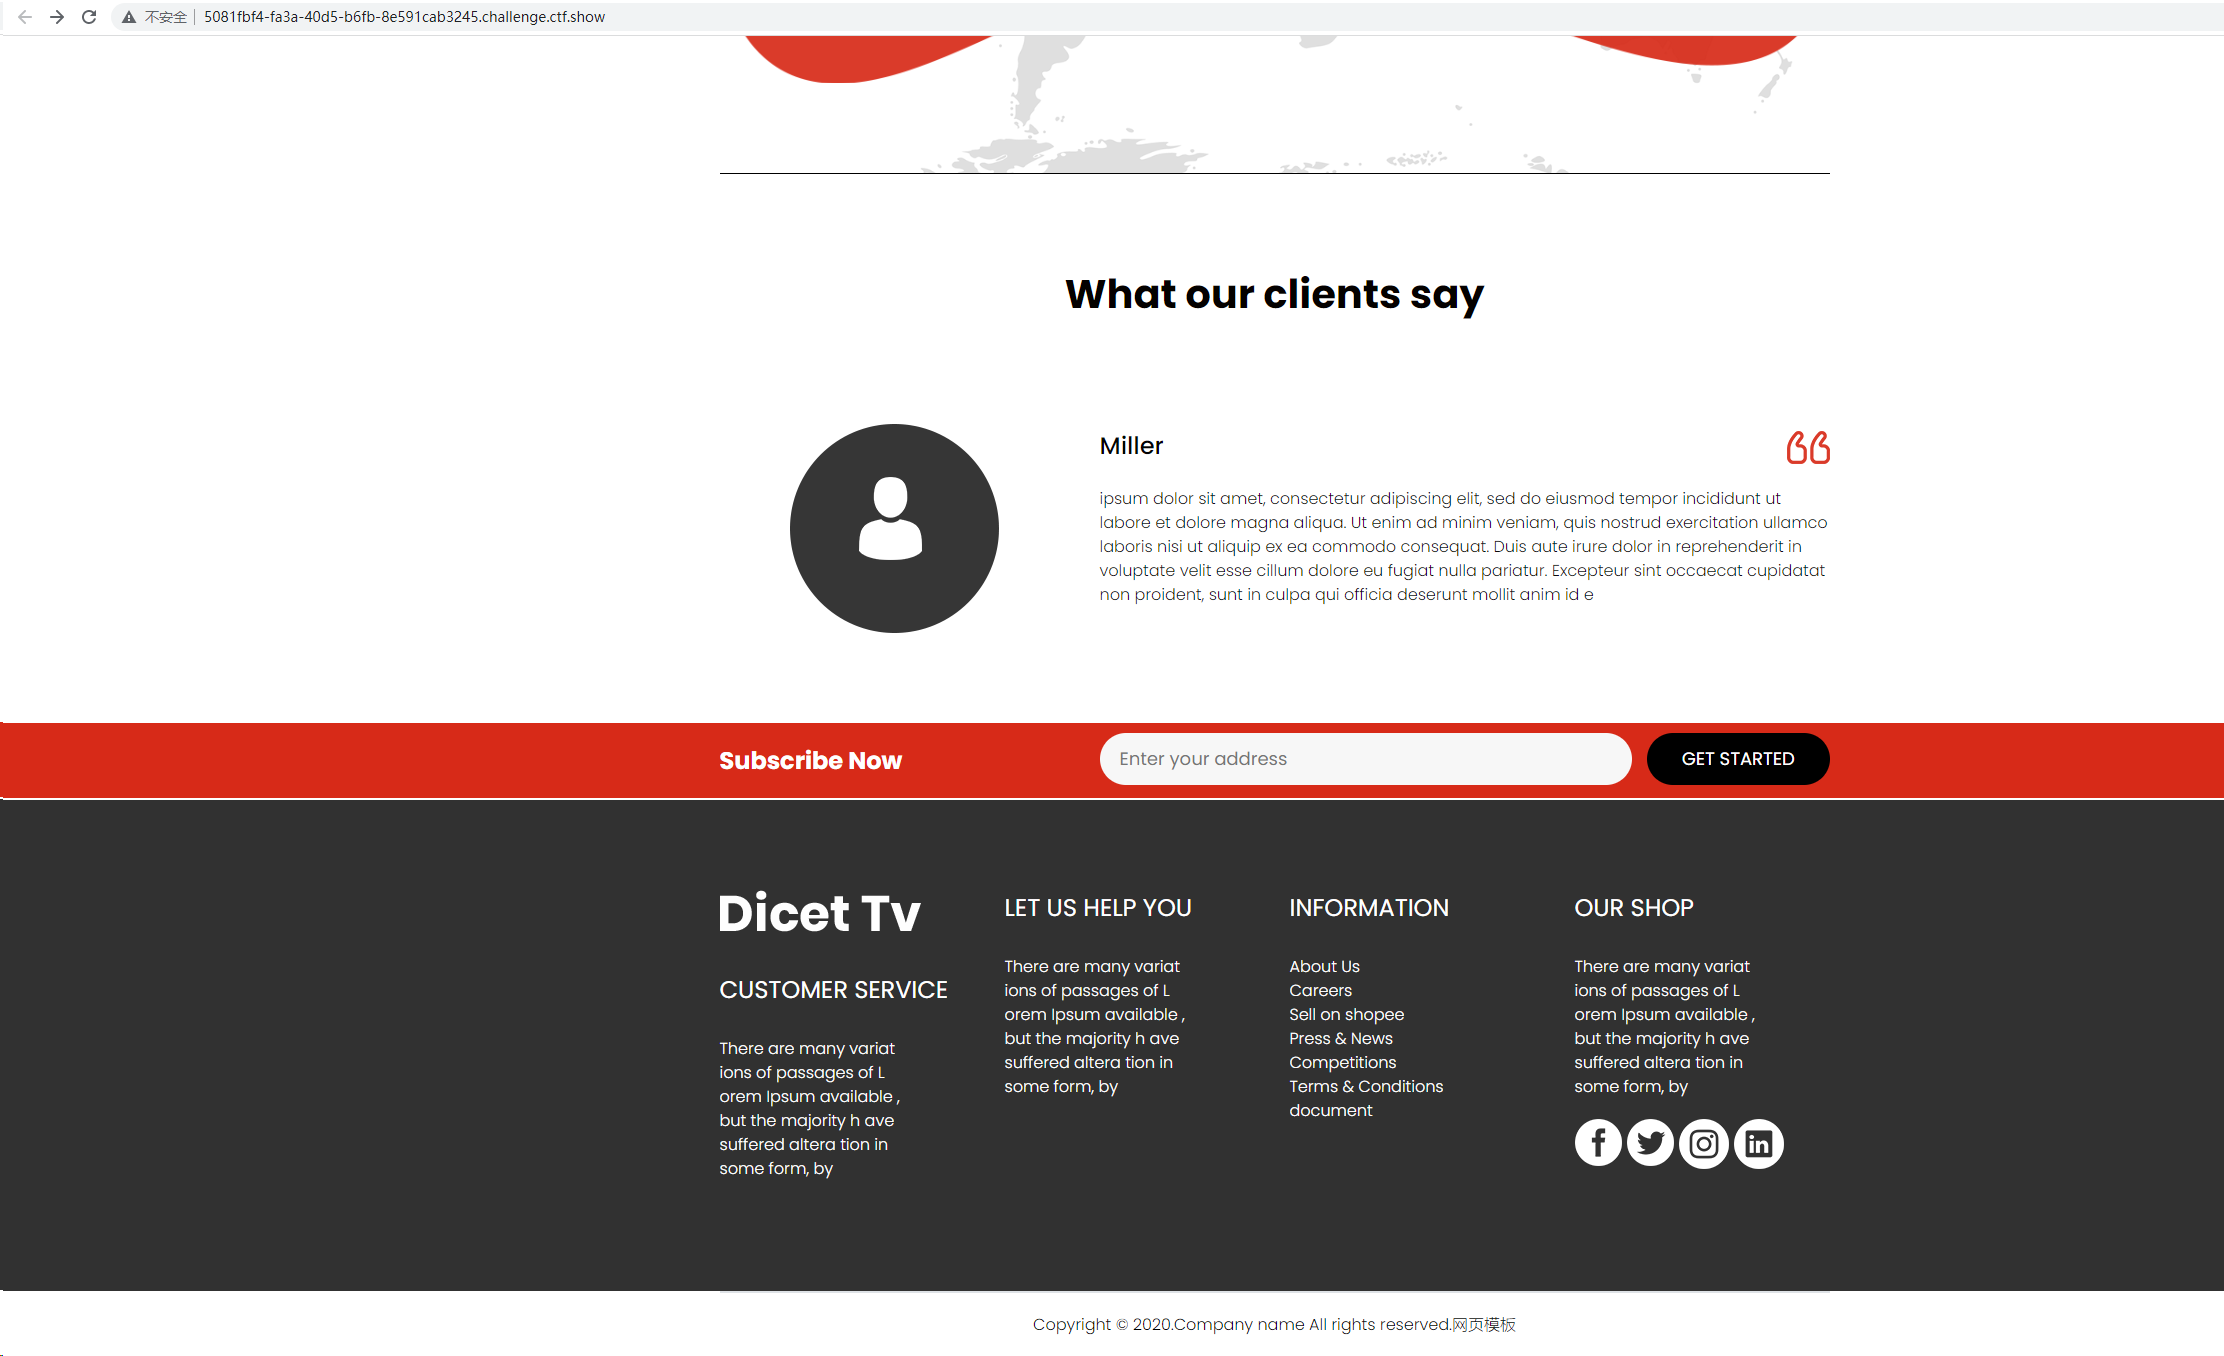 不安全 5081fbf4-fa3a-40d5-b6fb-8e591cab3245.challenge.ctf.show
What our clients say
Miller
ipsum dolor sit amet, consectetur adipiscing elit, sed do eiusmod tempor incididunt ut
labore et dolore magna aliqua. Ut enim ad minim veniam, quis nostrud exercitation ullamco
laboris nisi ut aliquip ex ea commodo consequat. Duis aute irure dolor in reprehenderit in
voluptate velit esse cillum dolore eu fugiat nulla pariatur. Excepteur sint occaecat cupidatat
non proident, sunt in culpa qui officia deserunt mollit anim id e
Subscribe Now
Enter your address
GET STARTED
Dicet Tv
CUSTOMER SERVICE
There are many variat
ions of passages of L
orem Ipsum available ,
but the majority h ave
suffered altera tion in
some form, by
LET US HELP YOU
There are many variat
ions of passages of L
orem Ipsum available ,
but the majority h ave
suffered altera tion in
some form, by
INFORMATION
About Us
Careers
Sell on shopee
Press & News
Competitions
Terms & Conditions
document
OUR SHOP
There are many variat
ions of passages of L
orem Ipsum available ,
but the majority h ave
suffered altera tion in
some form, by
Copyright © 2020.Company name All rights reserved.网页模板